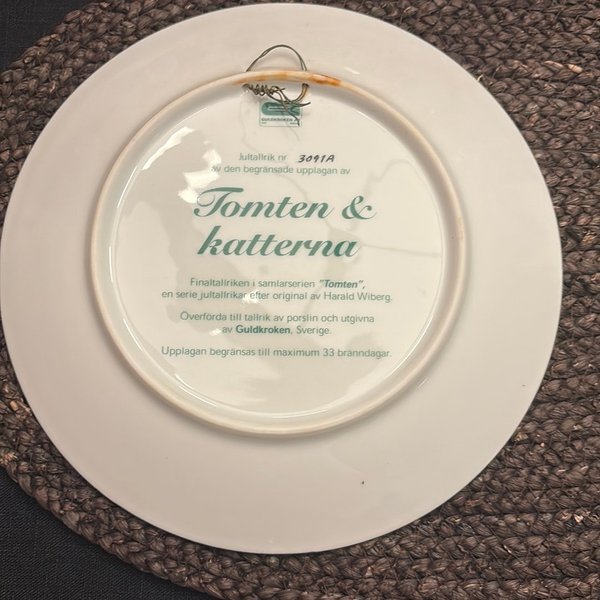 GULDKROKEN
Jultallrik nr 3091A
av den begränsade upplagan av
Tomten &
katterna
Finaltallriken i samlarserien "Tomten",
en serie jultallrikar efter original av Harald Wiberg.
Överförda till tallrik av porslin och utgivna
av Guldkroken, Sverige.
Upplagan begränsas till maximum 33 bränndagar.